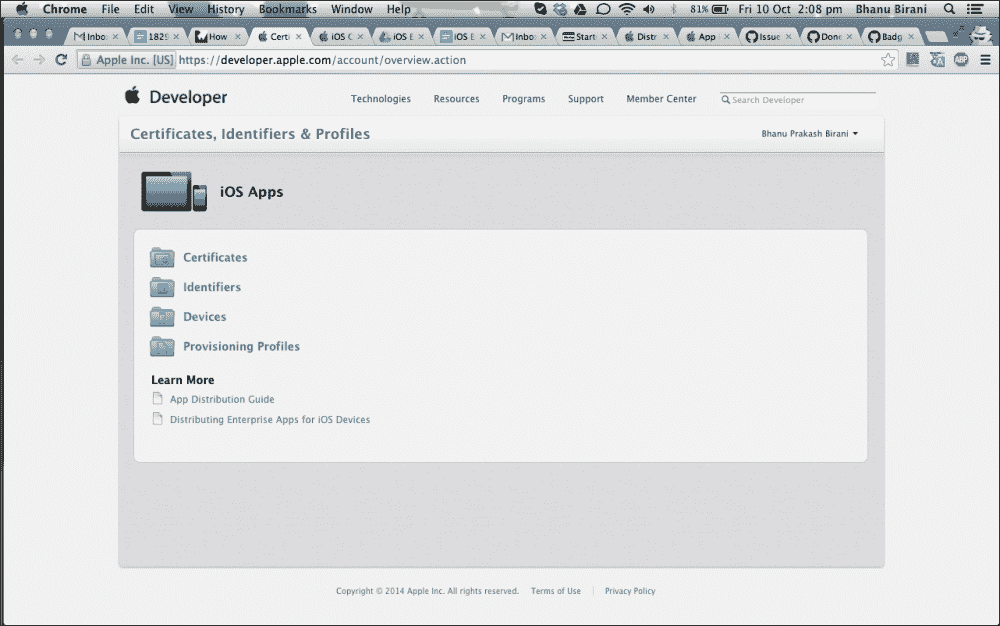 Chrome File Edit View History Bookmarks Window Help 81% Fri 10 Oct 2:08 pm Bhanu Birani
Inbo 1829 How Certi iOS C iOS E iOS E Inbo Start Distr App Issue Done Badg
Apple Inc. [US] https://developer.apple.com/account/overview.action ABP
Developer Technologies Resources Programs Support Member Center Search Developer
Certificates, Identifiers & Profiles Bhanu Prakash Birani
iOS Apps
Certificates
Identifiers
Devices
Provisioning Profiles
Learn More
App Distribution Guide
Distributing Enterprise Apps for iOS Devices
Copyright © 2014 Apple Inc. All rights reserved. Terms of Use Privacy Policy